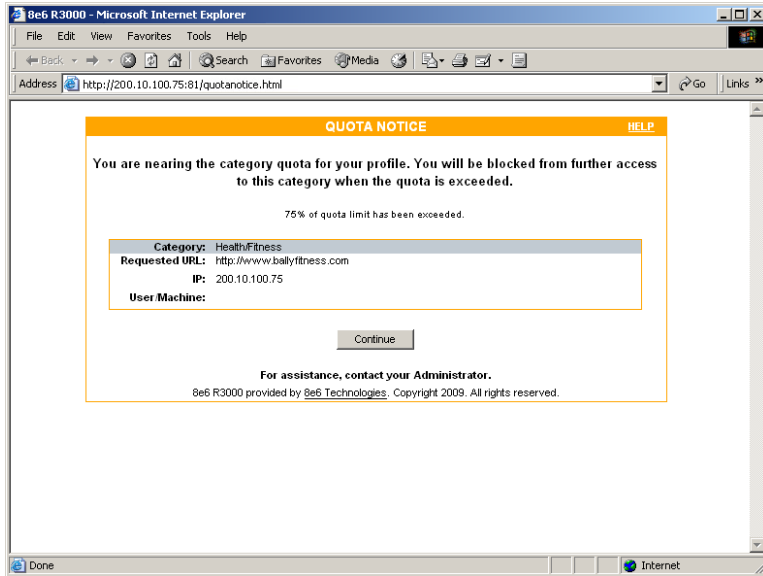 8e6 R3000 - Microsoft Internet Explorer
File Edit View Favorites Tools Help
Back Search Favorites Media
Address http://200.10.100.75:81/quotanotice.html Go Links »
QUOTA NOTICE HELP
You are nearing the category quota for your profile. You will be blocked from further access
to this category when the quota is exceeded.
75% of quota limit has been exceeded.
Category: Health/Fitness
Requested URL: http://www.ballyfitness.com
IP: 200.10.100.75
User/Machine:
Continue
For assistance, contact your Administrator.
8e6 R3000 provided by 8e6 Technologies. Copyright 2009. All rights reserved.
Done Internet